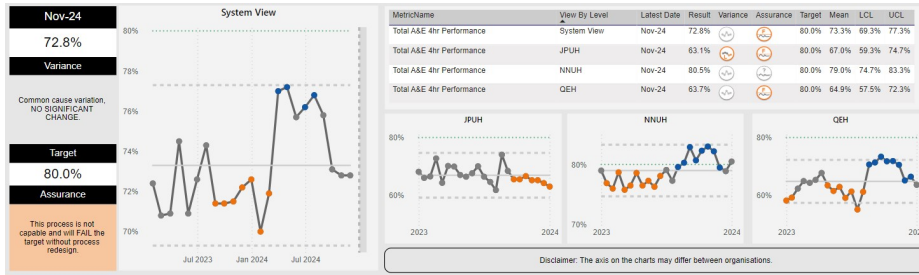 Nov-24
72.8%
Variance
Common cause variation,
NO SIGNIFICANT
CHANGE.
Target
80.0%
Assurance
This process is not
capable and will FAIL the
target without process
redesign.
System View
80%
78%
76%
74%
72%
70%
Jul 2023 Jan 2024 Jul 2024
MetricName View By Level Latest Date Result Variance Assurance Target Mean LCL UCL
Total A&E 4hr Performance System View Nov-24 72.8% 80.0% 73.3% 69.3% 77.3%
Total A&E 4hr Performance JPUH Nov-24 63.1% 80.0% 67.0% 59.3% 74.7%
Total A&E 4hr Performance NNUH Nov-24 80.5% 80.0% 79.0% 74.7% 83.3%
Total A&E 4hr Performance QEH Nov-24 63.7% 80.0% 64.9% 57.5% 72.3%
JPUH
80%
60%
2023 2024
NNUH
80%
70%
2023 2024
QEH
80%
60%
2023
Disclaimer: The axis on the charts may differ between organisations.